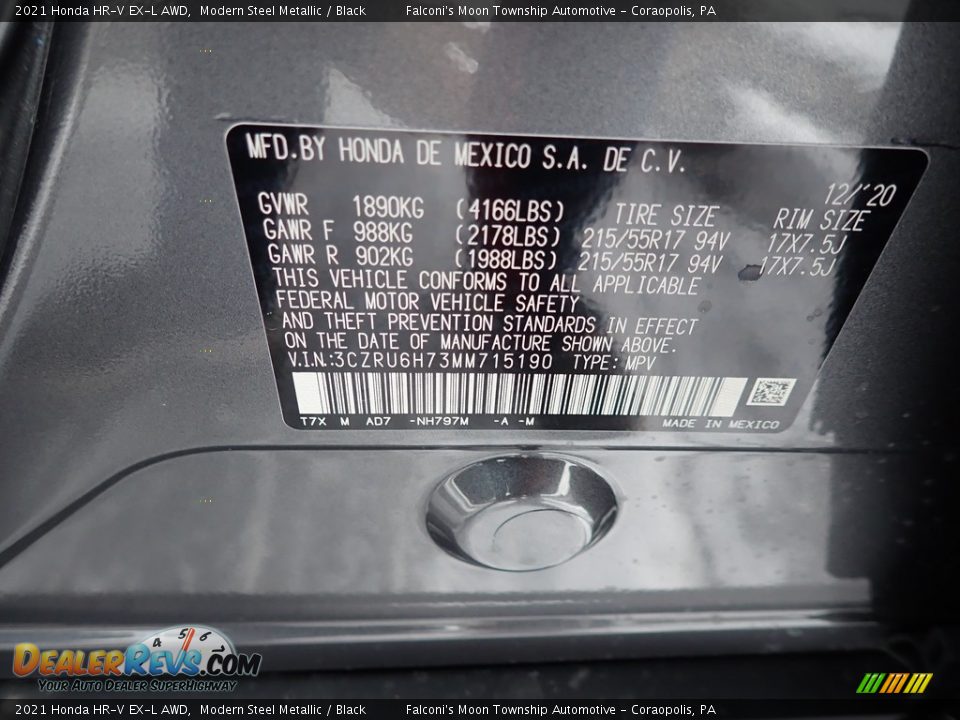 2021 Honda HR-V EX-L AWD, Modern Steel Metallic / Black Falconi's Moon Township Automotive - Coraopolis, PA
MFD.BY HONDA DE MEXICO S.A. DE C.V.
12/'20
GVWR 1890KG (4166LBS) TIRE SIZE RIM SIZE
GAWR F 988KG (2178LBS) 215/55R17 94V 17X7.5J
GAWR R 902KG (1988LBS) 215/55R17 94V 17X7.5J
THIS VEHICLE CONFORMS TO ALL APPLICABLE
FEDERAL MOTOR VEHICLE SAFETY
AND THEFT PREVENTION STANDARDS IN EFFECT
ON THE DATE OF MANUFACTURE SHOWN ABOVE.
V.I.N:3CZRU6H73MM715190 TYPE: MPV
T7X M AD7 -NH797M -A -M MADE IN MEXICO
4 5 6
DEALERREVS.COM
YOUR AUTO DEALER SUPERHIGHWAY
2021 Honda HR-V EX-L AWD, Modern Steel Metallic / Black Falconi's Moon Township Automotive - Coraopolis, PA